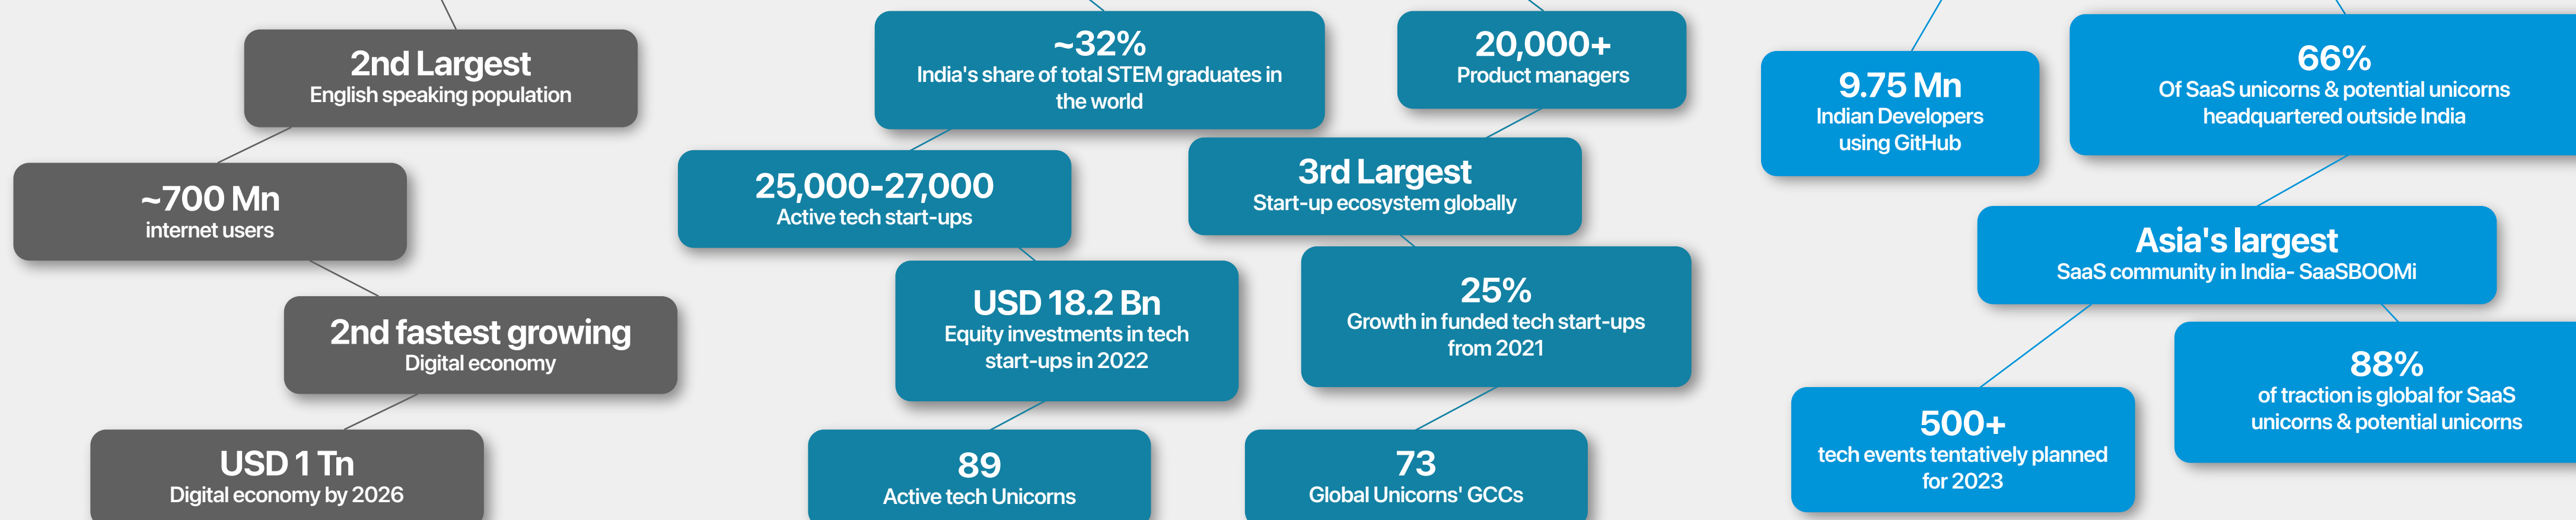 2nd Largest
English speaking population
~700 Mn
internet users
2nd fastest growing
Digital economy
USD 1 Tn
Digital economy by 2026
~32%
India's share of total STEM graduates in
the world
25,000-27,000
Active tech start-ups
USD 18.2 Bn
Equity investments in tech
start-ups in 2022
89
Active tech Unicorns
20,000+
Product managers
3rd Largest
Start-up ecosystem globally
25%
Growth in funded tech start-ups
from 2021
73
Global Unicorns' GCCs
9.75 Mn
Indian Developers
using GitHub
66%
Of SaaS unicorns & potential unicorns
headquartered outside India
Asia's largest
SaaS community in India- SaaSBOOMi
500+
tech events tentatively planned
for 2023
88%
of traction is global for SaaS
unicorns & potential unicorns